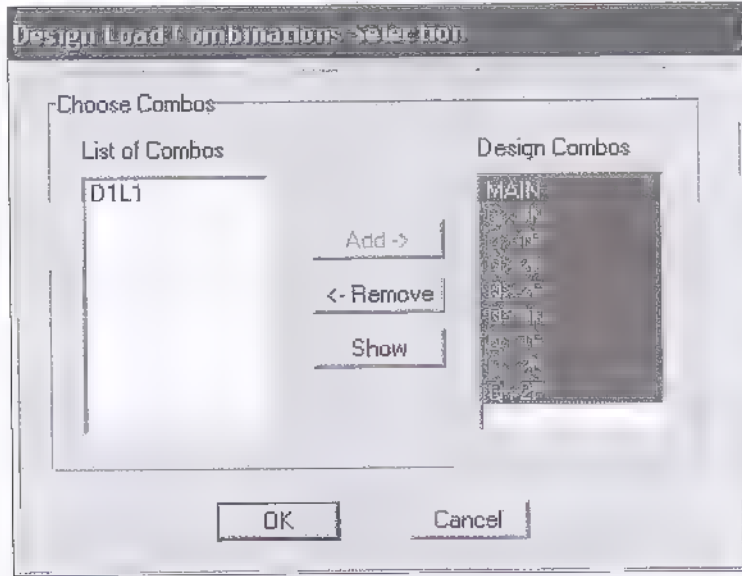 Design Load Combinations Selection
Choose Combos
List of Combos
Design Combos
D1L1
MAIN
Add ->
<- Remove
Show
OK
Cancel